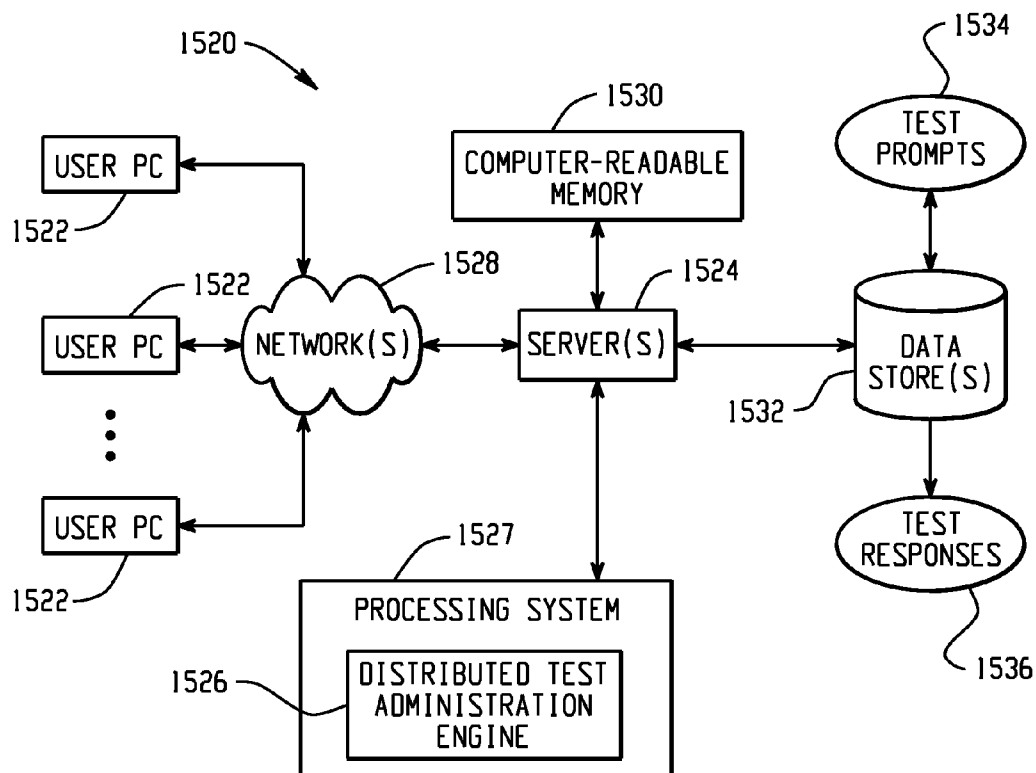 1520
1534
1530
TEST
PROMPTS
USER PC
COMPUTER-READABLE
MEMORY
1522
1528
1524
1522
USER PC
NETWORK(S)
SERVER(S)
DATA
STORE(S)
1532
USER PC
1527
TEST
RESPONSES
1522
PROCESSING SYSTEM
1526
DISTRIBUTED TEST
ADMINISTRATION
ENGINE
1536